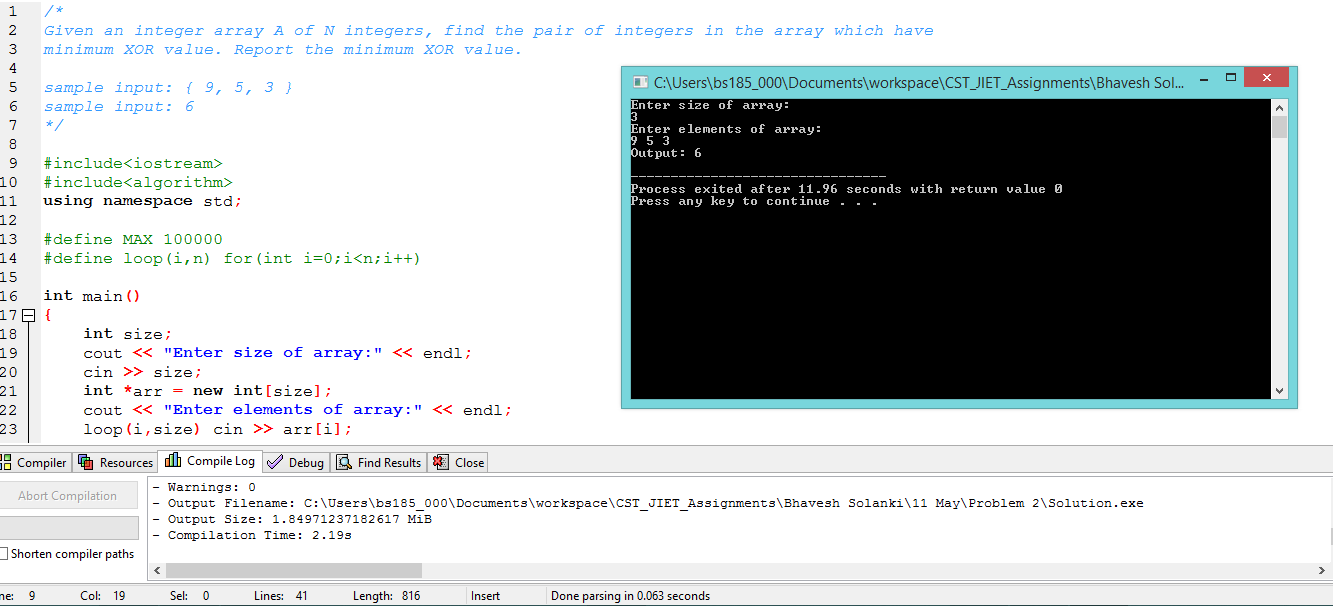 1 /*
2 Given an integer array A of N integers, find the pair of integers in the array which have
3 minimum XOR value. Report the minimum XOR value.
4
5 sample input: { 9, 5, 3 }
6 sample input: 6
7 */
8
9 #include<iostream>
10 #include<algorithm>
11 using namespace std;
12
13 #define MAX 100000
14 #define loop(i,n) for(int i=0;i<n;i++)
15
16 int main()
17 {
18 int size;
19 cout << "Enter size of array:" << endl;
20 cin >> size;
21 int *arr = new int[size];
22 cout << "Enter elements of array:" << endl;
23 loop(i,size) cin >> arr[i];
C:\Users\bs185_000\Documents\workspace\CST_JIET_Assignments\Bhavesh Sol...
Enter size of array:
3
Enter elements of array:
9 5 3
Output: 6
--------------------------------
Process exited after 11.96 seconds with return value 0
Press any key to continue . . .
Compiler Resources Compile Log Debug Find Results Close
Abort Compilation
Shorten compiler paths
- Warnings: 0
- Output Filename: C:\Users\bs185_000\Documents\workspace\CST_JIET_Assignments\Bhavesh Solanki\11 May\Problem 2\Solution.exe
- Output Size: 1.84971237182617 MiB
- Compilation Time: 2.19s
ne: 9 Col: 19 Sel: 0 Lines: 41 Length: 816 Insert Done parsing in 0.063 seconds